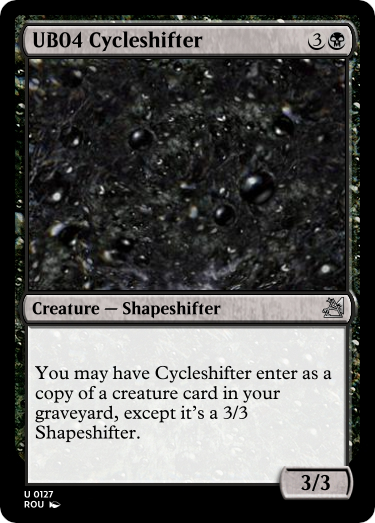 UB04 Cycleshifter 3
Creature — Shapeshifter
You may have Cycleshifter enter as a
copy of a creature card in your
graveyard, except it's a 3/3
Shapeshifter.
3/3
U 0127
ROU